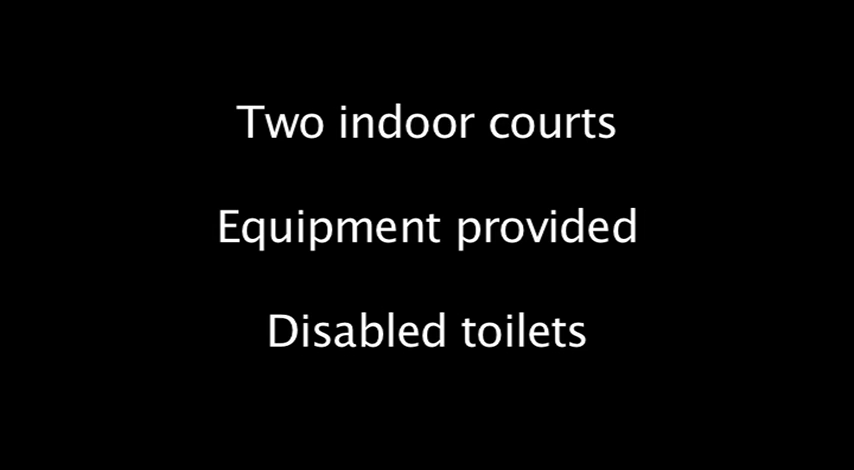 Two indoor courts
Equipment provided
Disabled toilets